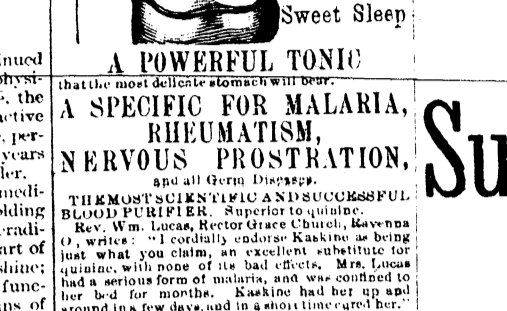 Sweet Sleep
A POWERFUL TONIC
that the most delicate stomach will bear.
A SPECIFIC FOR MALARIA,
RHEUMATISM,
NERVOUS PROSTRATION,
and all Germ Diseases.
THE MOST SCIENTIFIC AND SUCCESSFUL
BLOOD PURIFIER. Superior to quinine.
Rev. Wm. Lucas, Rector Grace Church, Ravenna
O, writes: "I cordially endorse Kaskine as being
just what you claim, an excellent substitute for
quinine, with none of its bad effects. Mrs. Lucas
had a serious form of malaria, and was confined to
her bed for months. Kaskine had her up and
around in a few days, and in a short time cured her."
inued
physi-
, the
active
, per-
years
ler.
medi-
olding
radi-
art of
shine;
func-
ns of
Su